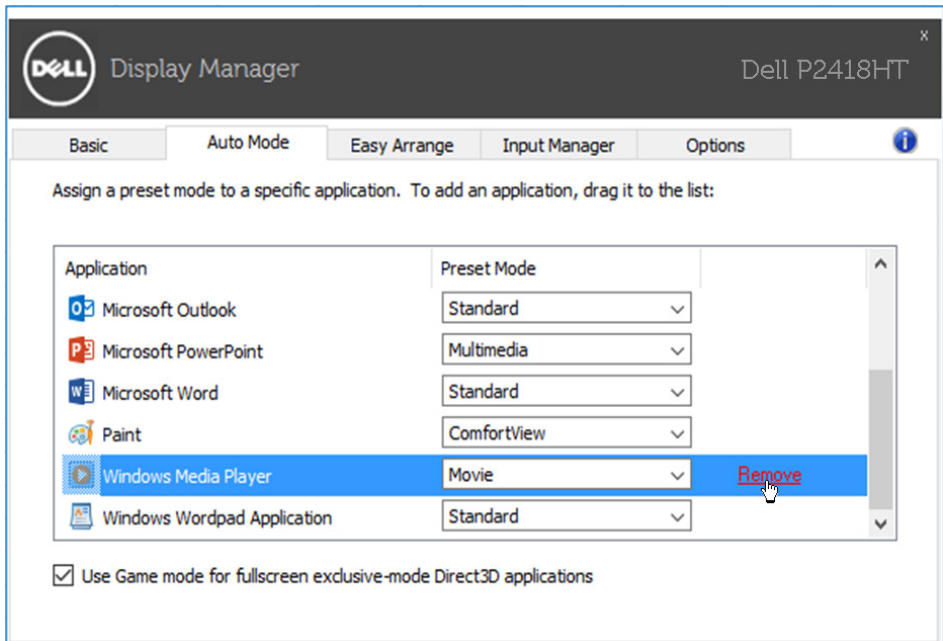 x
DELL Display Manager Dell P2418HT
Basic Auto Mode Easy Arrange Input Manager Options
Assign a preset mode to a specific application. To add an application, drag it to the list:
Application Preset Mode
Microsoft Outlook Standard
Microsoft PowerPoint Multimedia
Microsoft Word Standard
Paint ComfortView
Windows Media Player Movie Remove
Windows Wordpad Application Standard
Use Game mode for fullscreen exclusive-mode Direct3D applications